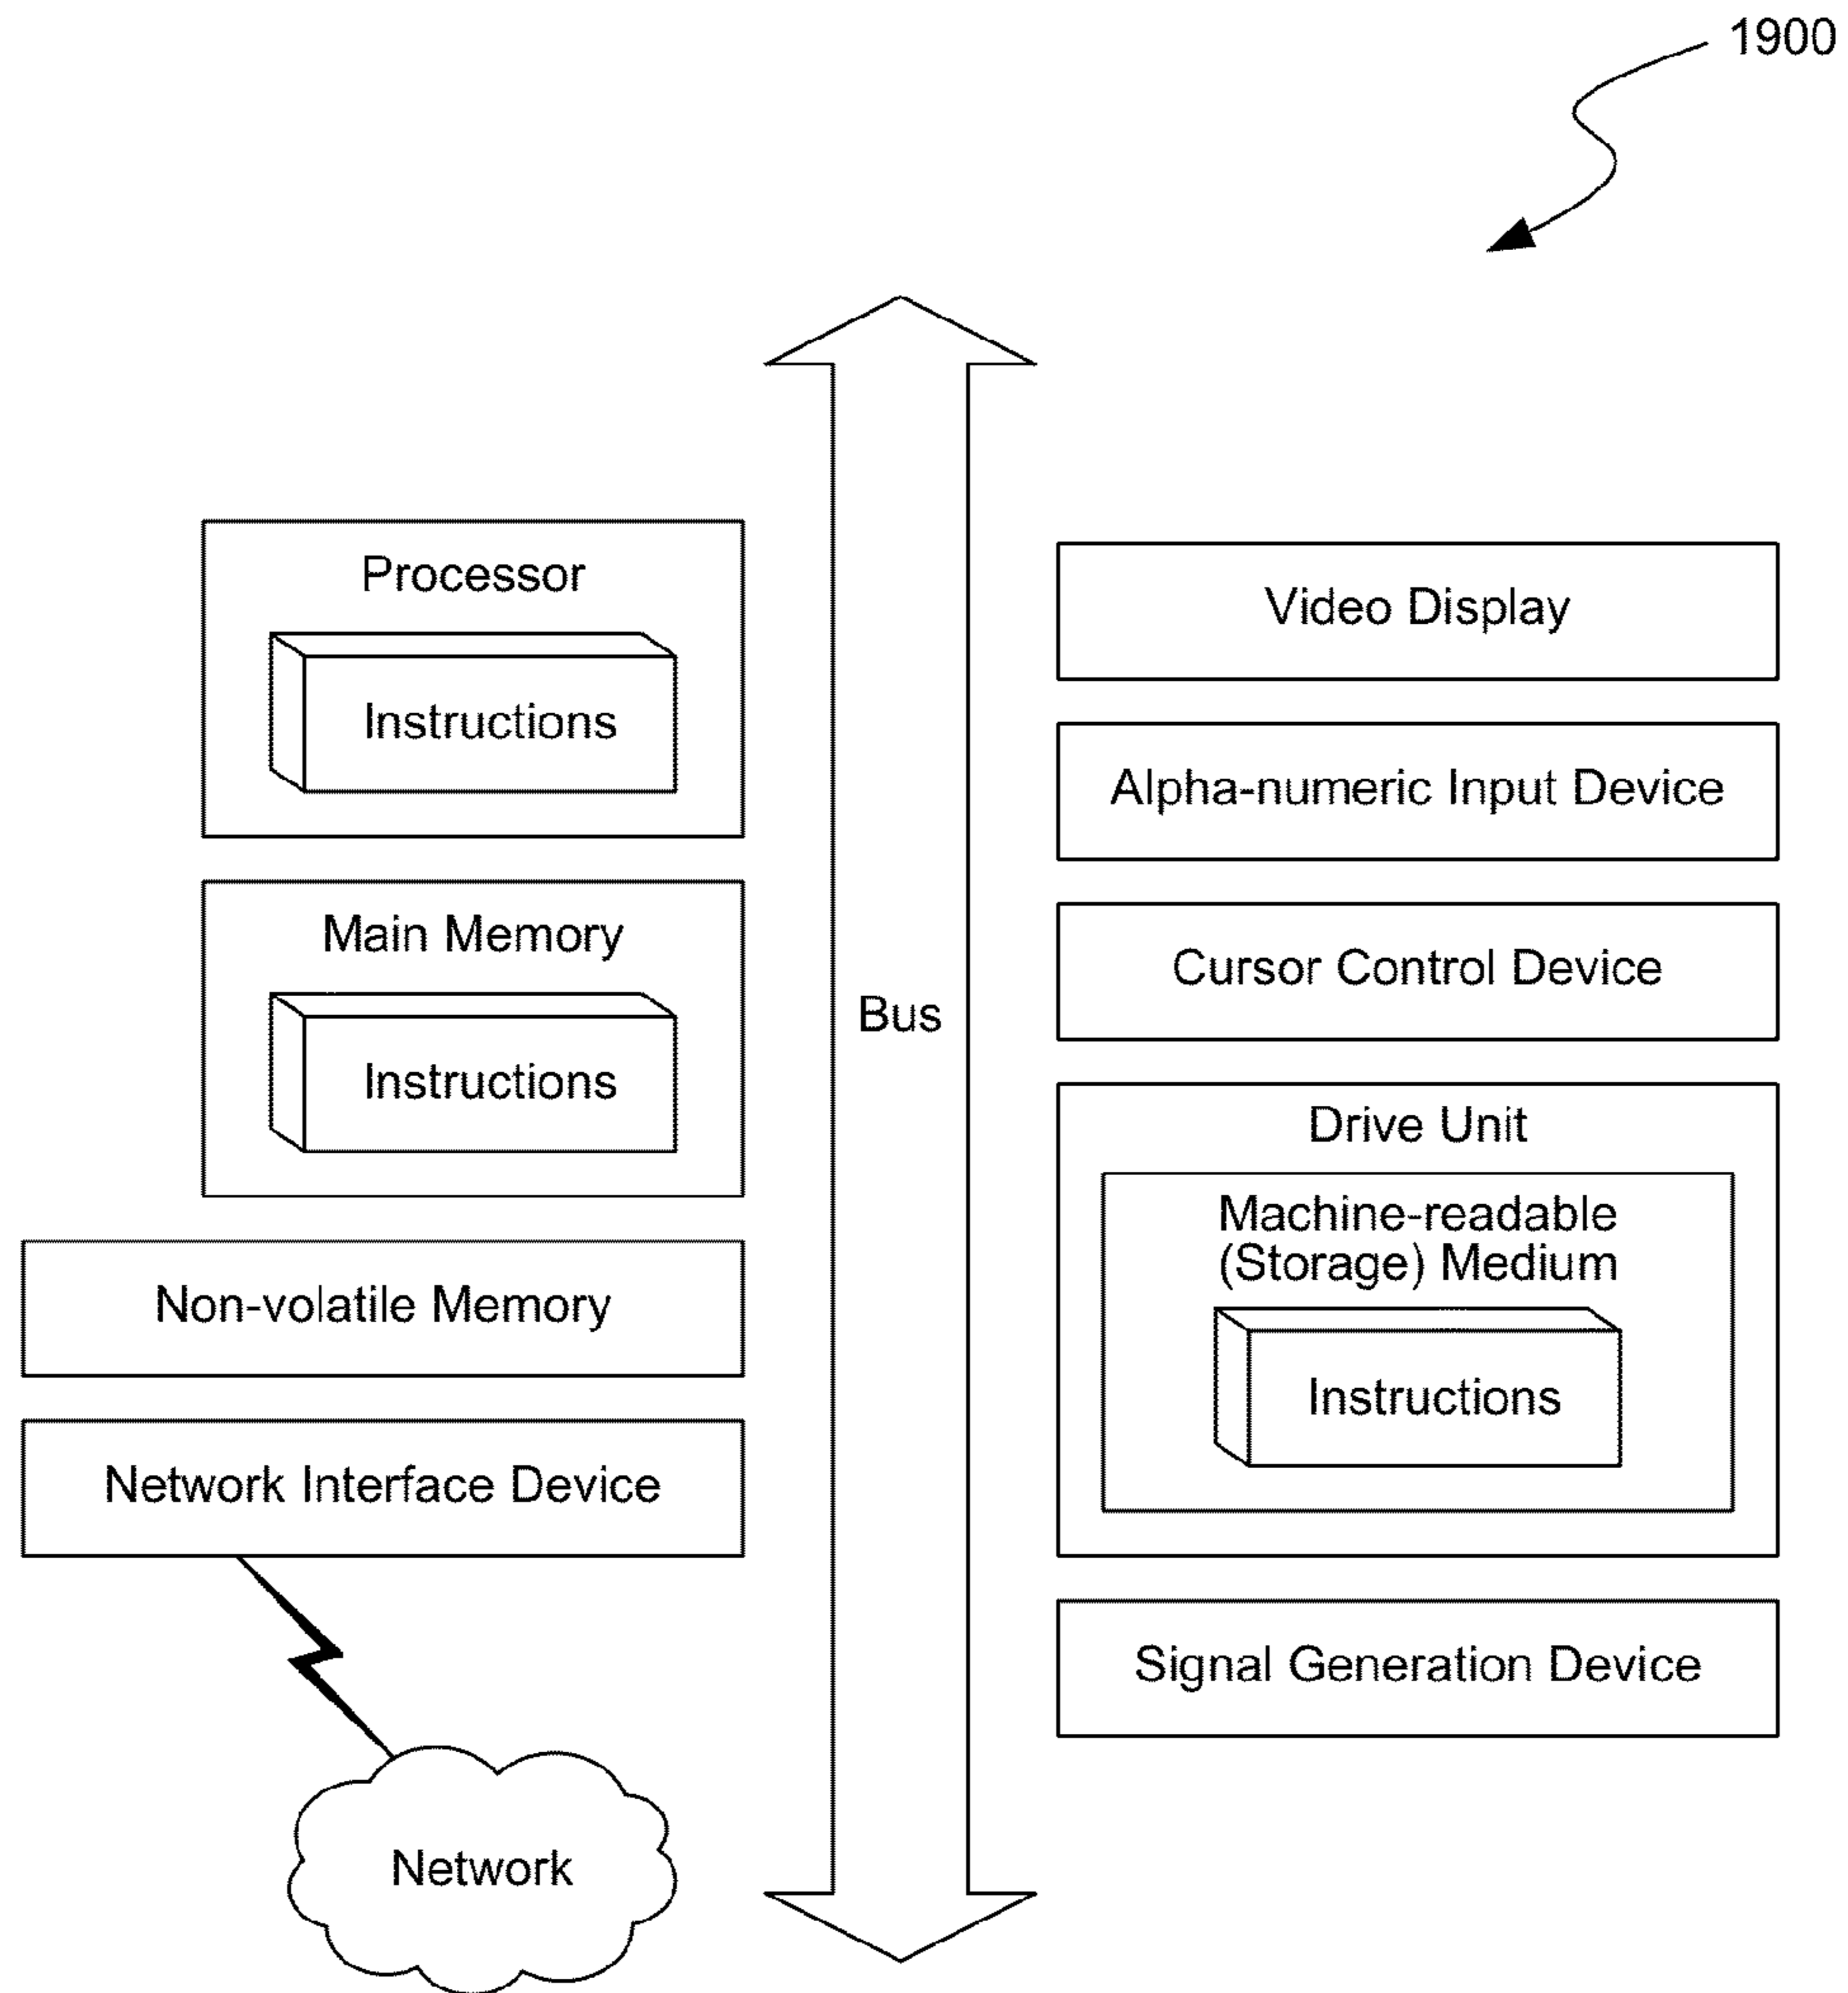 1900
Processor
Instructions
Main Memory
Instructions
Non-volatile Memory
Network Interface Device
Network
Bus
Video Display
Alpha-numeric Input Device
Cursor Control Device
Drive Unit
Machine-readable
(Storage) Medium
Instructions
Signal Generation Device